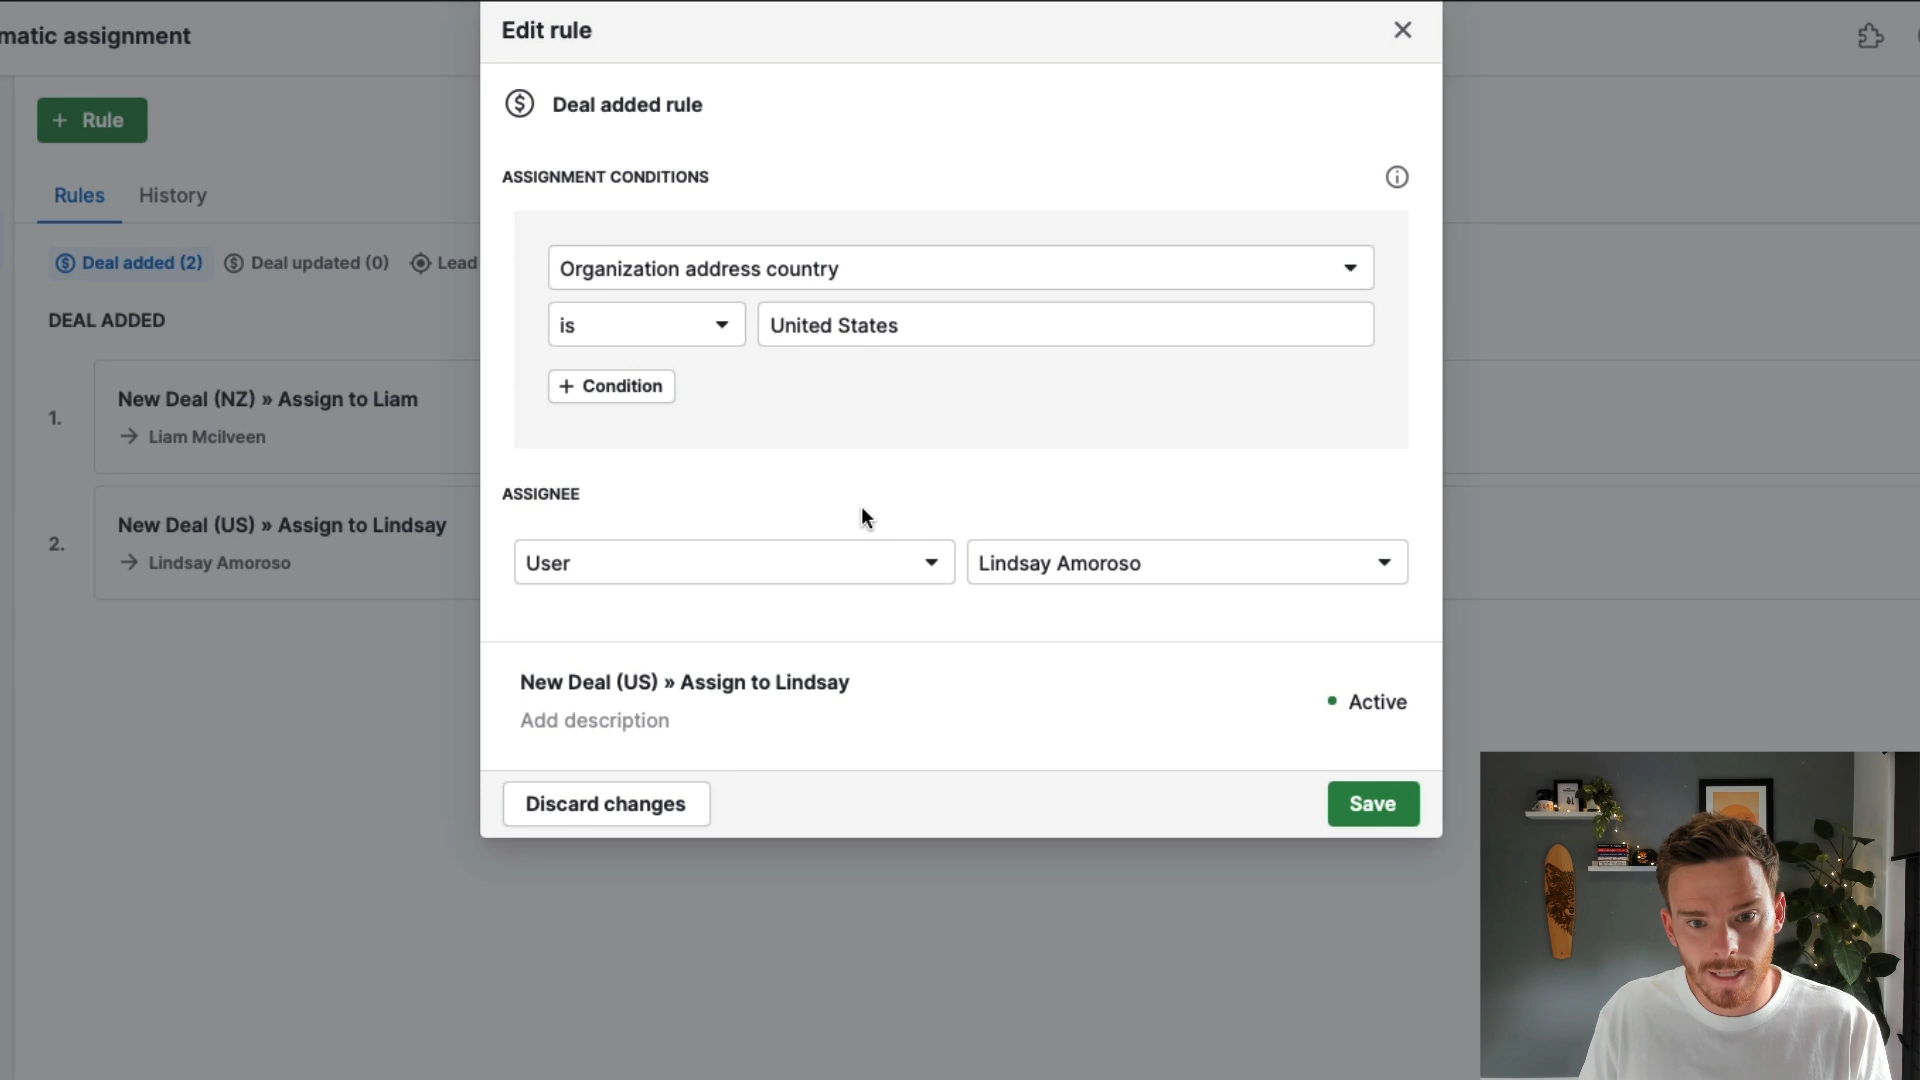 matic assignment
Edit rule
Deal added rule
+ Rule
ASSIGNMENT CONDITIONS
Rules
History
Organization address country
Deal added (2)
Deal updated (0)
Lead
is
United States
DEAL ADDED
+ Condition
1.
New Deal (NZ) » Assign to Liam
→ Liam Mcilveen
ASSIGNEE
2.
New Deal (US) » Assign to Lindsay
→ Lindsay Amoroso
User
Lindsay Amoroso
New Deal (US) » Assign to Lindsay
Add description
Active
Discard changes
Save